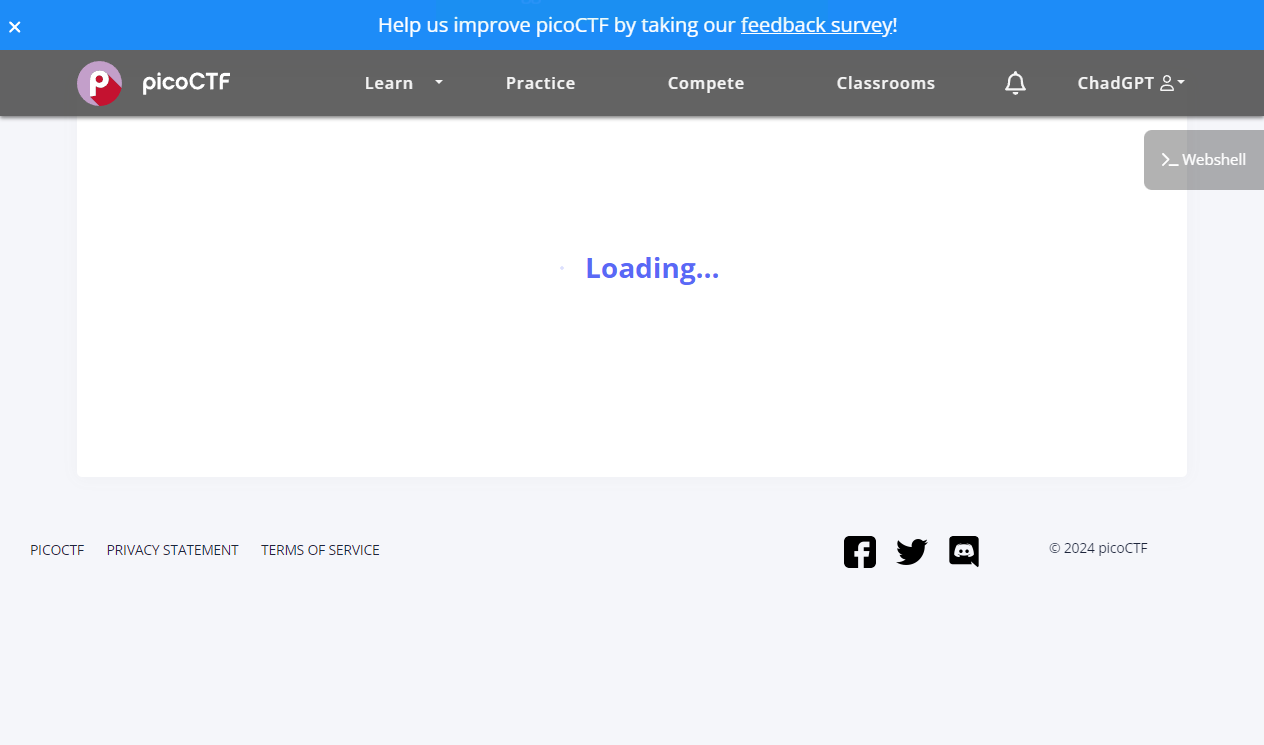 Help us improve picoCTF by taking our feedback survey!
picoCTF
Learn
Practice
Compete
Classrooms
ChadGPT
Webshell
Loading...
PICOCTF
PRIVACY STATEMENT
TERMS OF SERVICE
© 2024 picoCTF